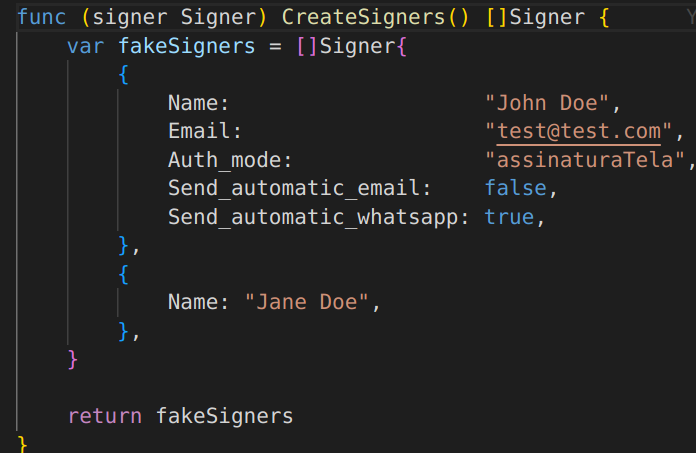 func (signer Signer) CreateSigners() []Signer {
    var fakeSigners = []Signer{
        {
            Name:                    "John Doe",
            Email:                   "test@test.com",
            Auth_mode:               "assinaturaTela",
            Send_automatic_email:    false,
            Send_automatic_whatsapp: true,
        },
        {
            Name: "Jane Doe",
        },
    }

    return fakeSigners
}